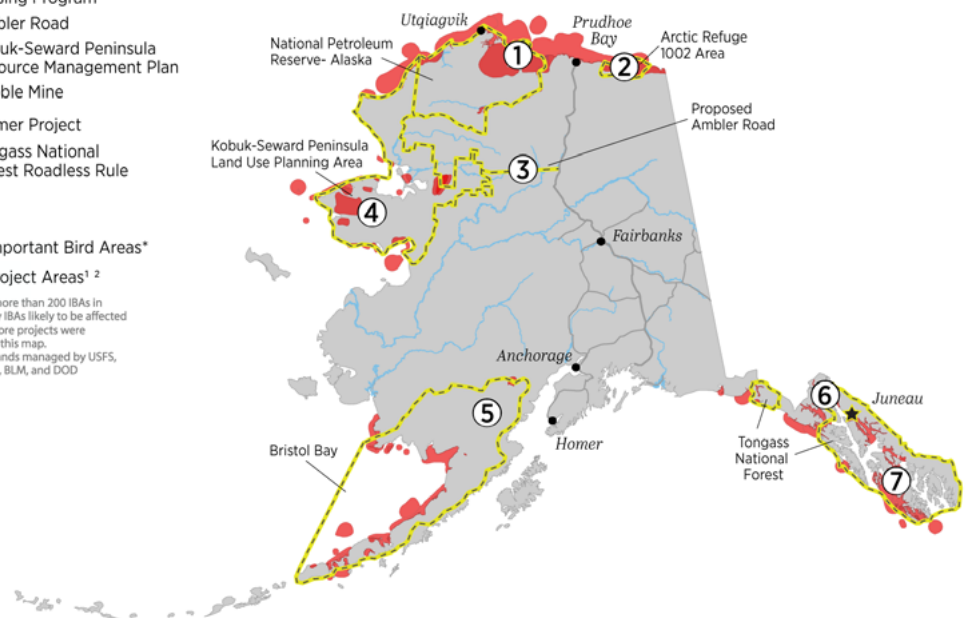 bler Road
uk-Seward Peninsula
ource Management Plan
ble Mine
mer Project
gass National
est Roadless Rule
nportant Bird Areas*
oject Areas¹ ²
nore than 200 IBAs in
y IBAs likely to be affected
ore projects were
this map.
ands managed by USFS,
, BLM, and DOD
Utqiagvik
Prudhoe
Bay
National Petroleum
Reserve- Alaska
Arctic Refuge
1002 Area
1
2
Proposed
Ambler Road
Kobuk-Seward Peninsula
Land Use Planning Area
3
4
Fairbanks
Anchorage
5
6
Juneau
Homer
Bristol Bay
Tongass
National
Forest
7